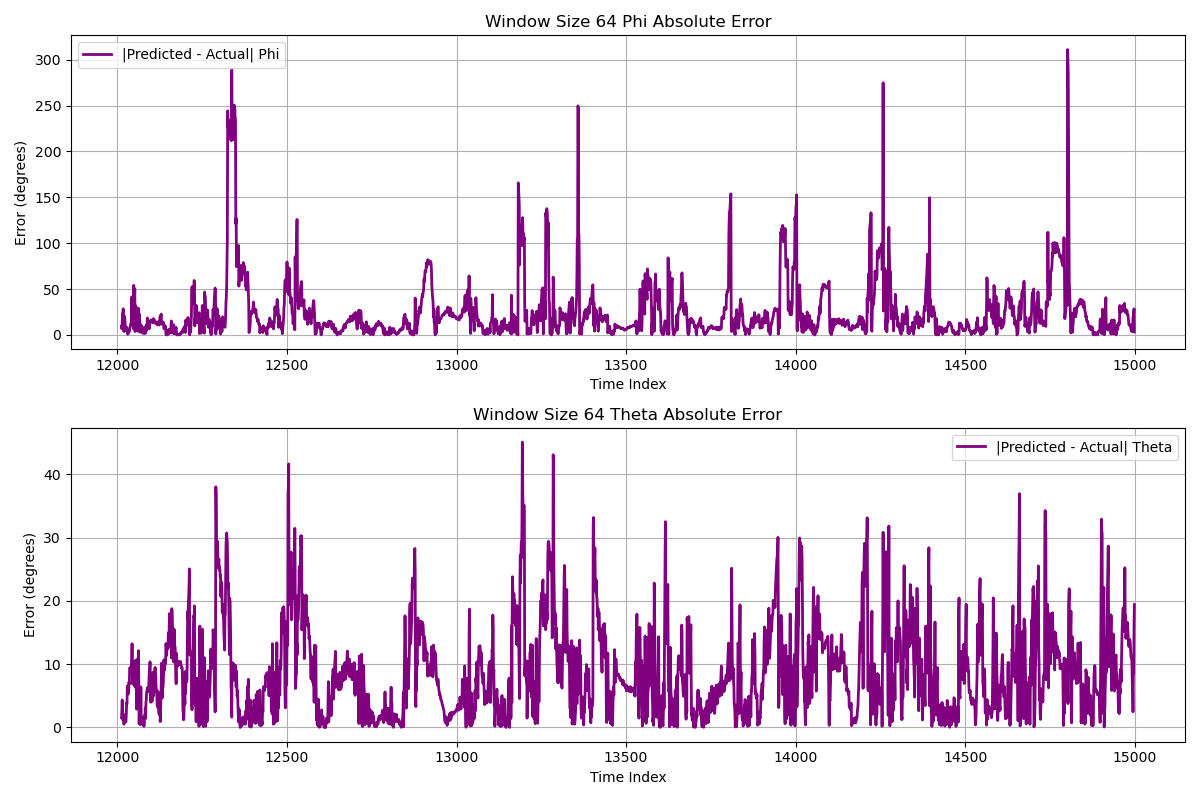 Window Size 64 Phi Absolute Error
|Predicted - Actual| Phi
Error (degrees)
300
250
200
150
100
50
0
12000 12500 13000 13500 14000 14500 15000
Time Index
Window Size 64 Theta Absolute Error
|Predicted - Actual| Theta
Error (degrees)
40
30
20
10
0
12000 12500 13000 13500 14000 14500 15000
Time Index